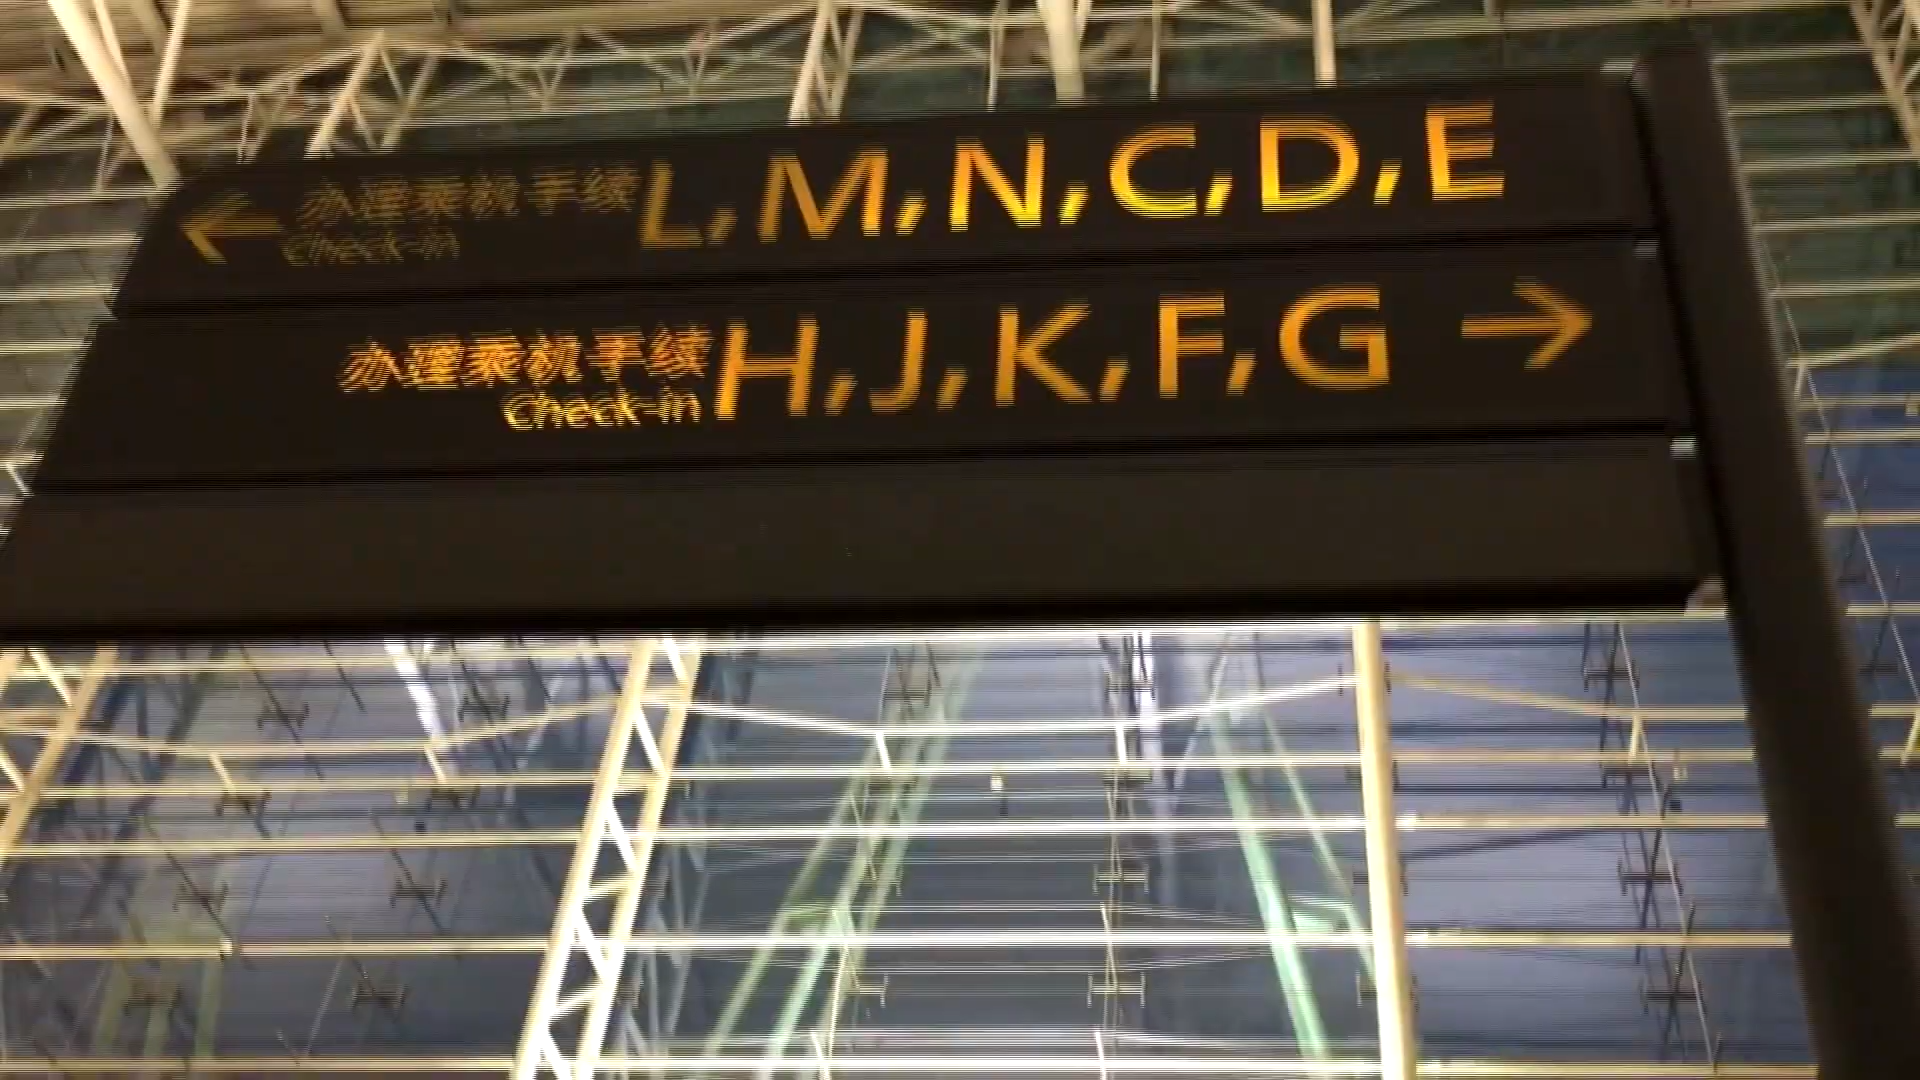 ← 办理乘机手续 L, M, N, C, D, E
Check-in
办理乘机手续 H, J, K, F, G →
Check-in